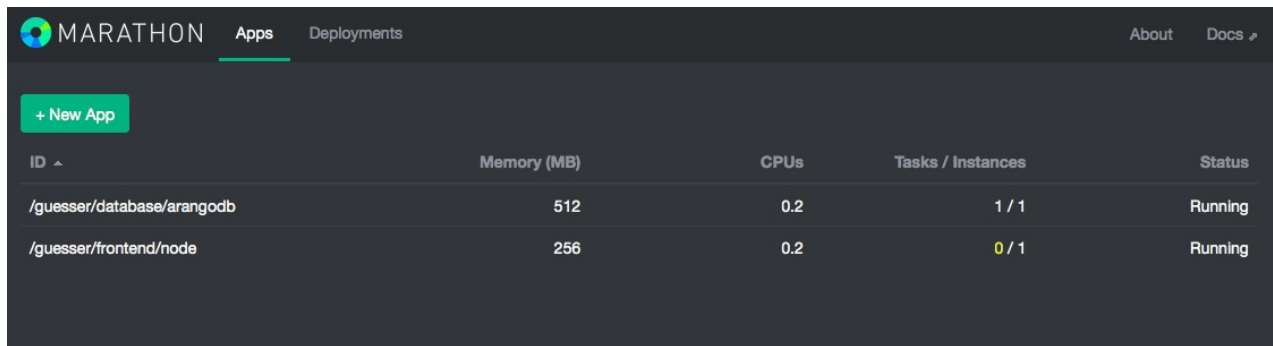 MARATHON Apps Deployments About Docs
+ New App
ID Memory (MB) CPUs Tasks / Instances Status
/guesser/database/arangodb 512 0.2 1 / 1 Running
/guesser/frontend/node 256 0.2 0 / 1 Running